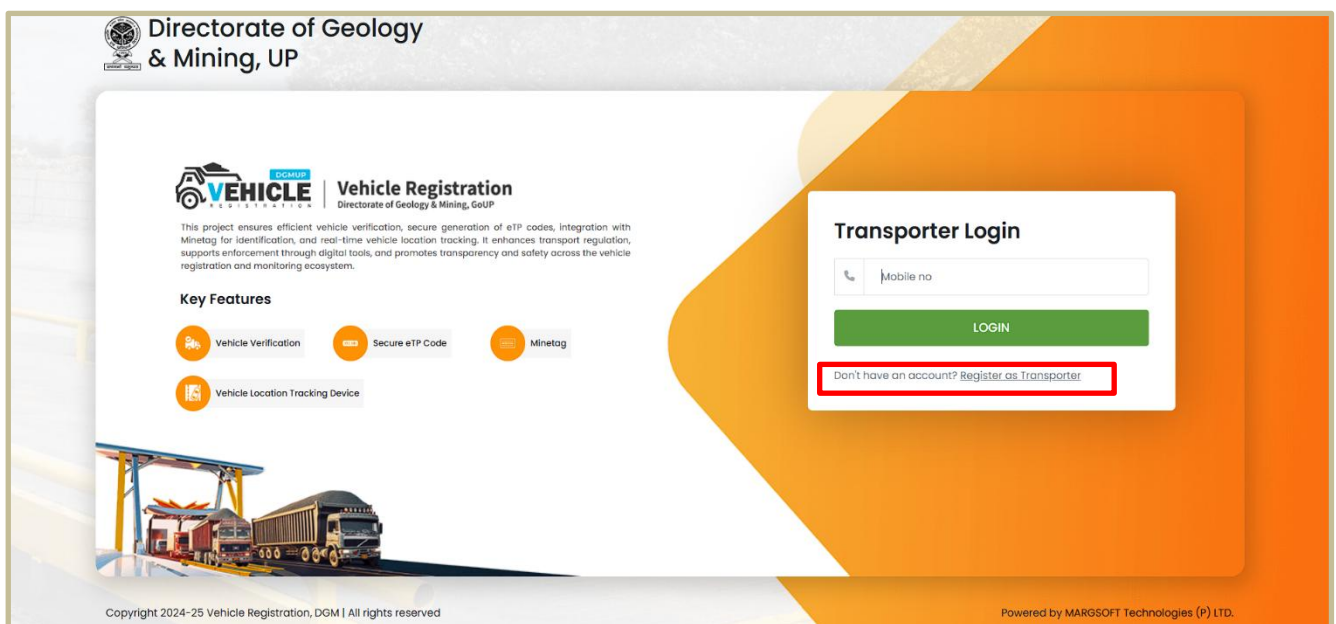 Directorate of Geology
& Mining, UP
DGMUP
VEHICLE
REGISTRATION
Vehicle Registration
Directorate of Geology & Mining, GoUP
This project ensures efficient vehicle verification, secure generation of eTP codes, integration with
Minetag for identification, and real-time vehicle location tracking. It enhances transport regulation,
supports enforcement through digital tools, and promotes transparency and safety across the vehicle
registration and monitoring ecosystem.
Key Features
Vehicle Verification
Secure eTP Code
Minetag
Vehicle Location Tracking Device
Transporter Login
Mobile no
LOGIN
Don't have an account? Register as Transporter
Copyright 2024-25 Vehicle Registration, DGM | All rights reserved
Powered by MARGSOFT Technologies (P) LTD.